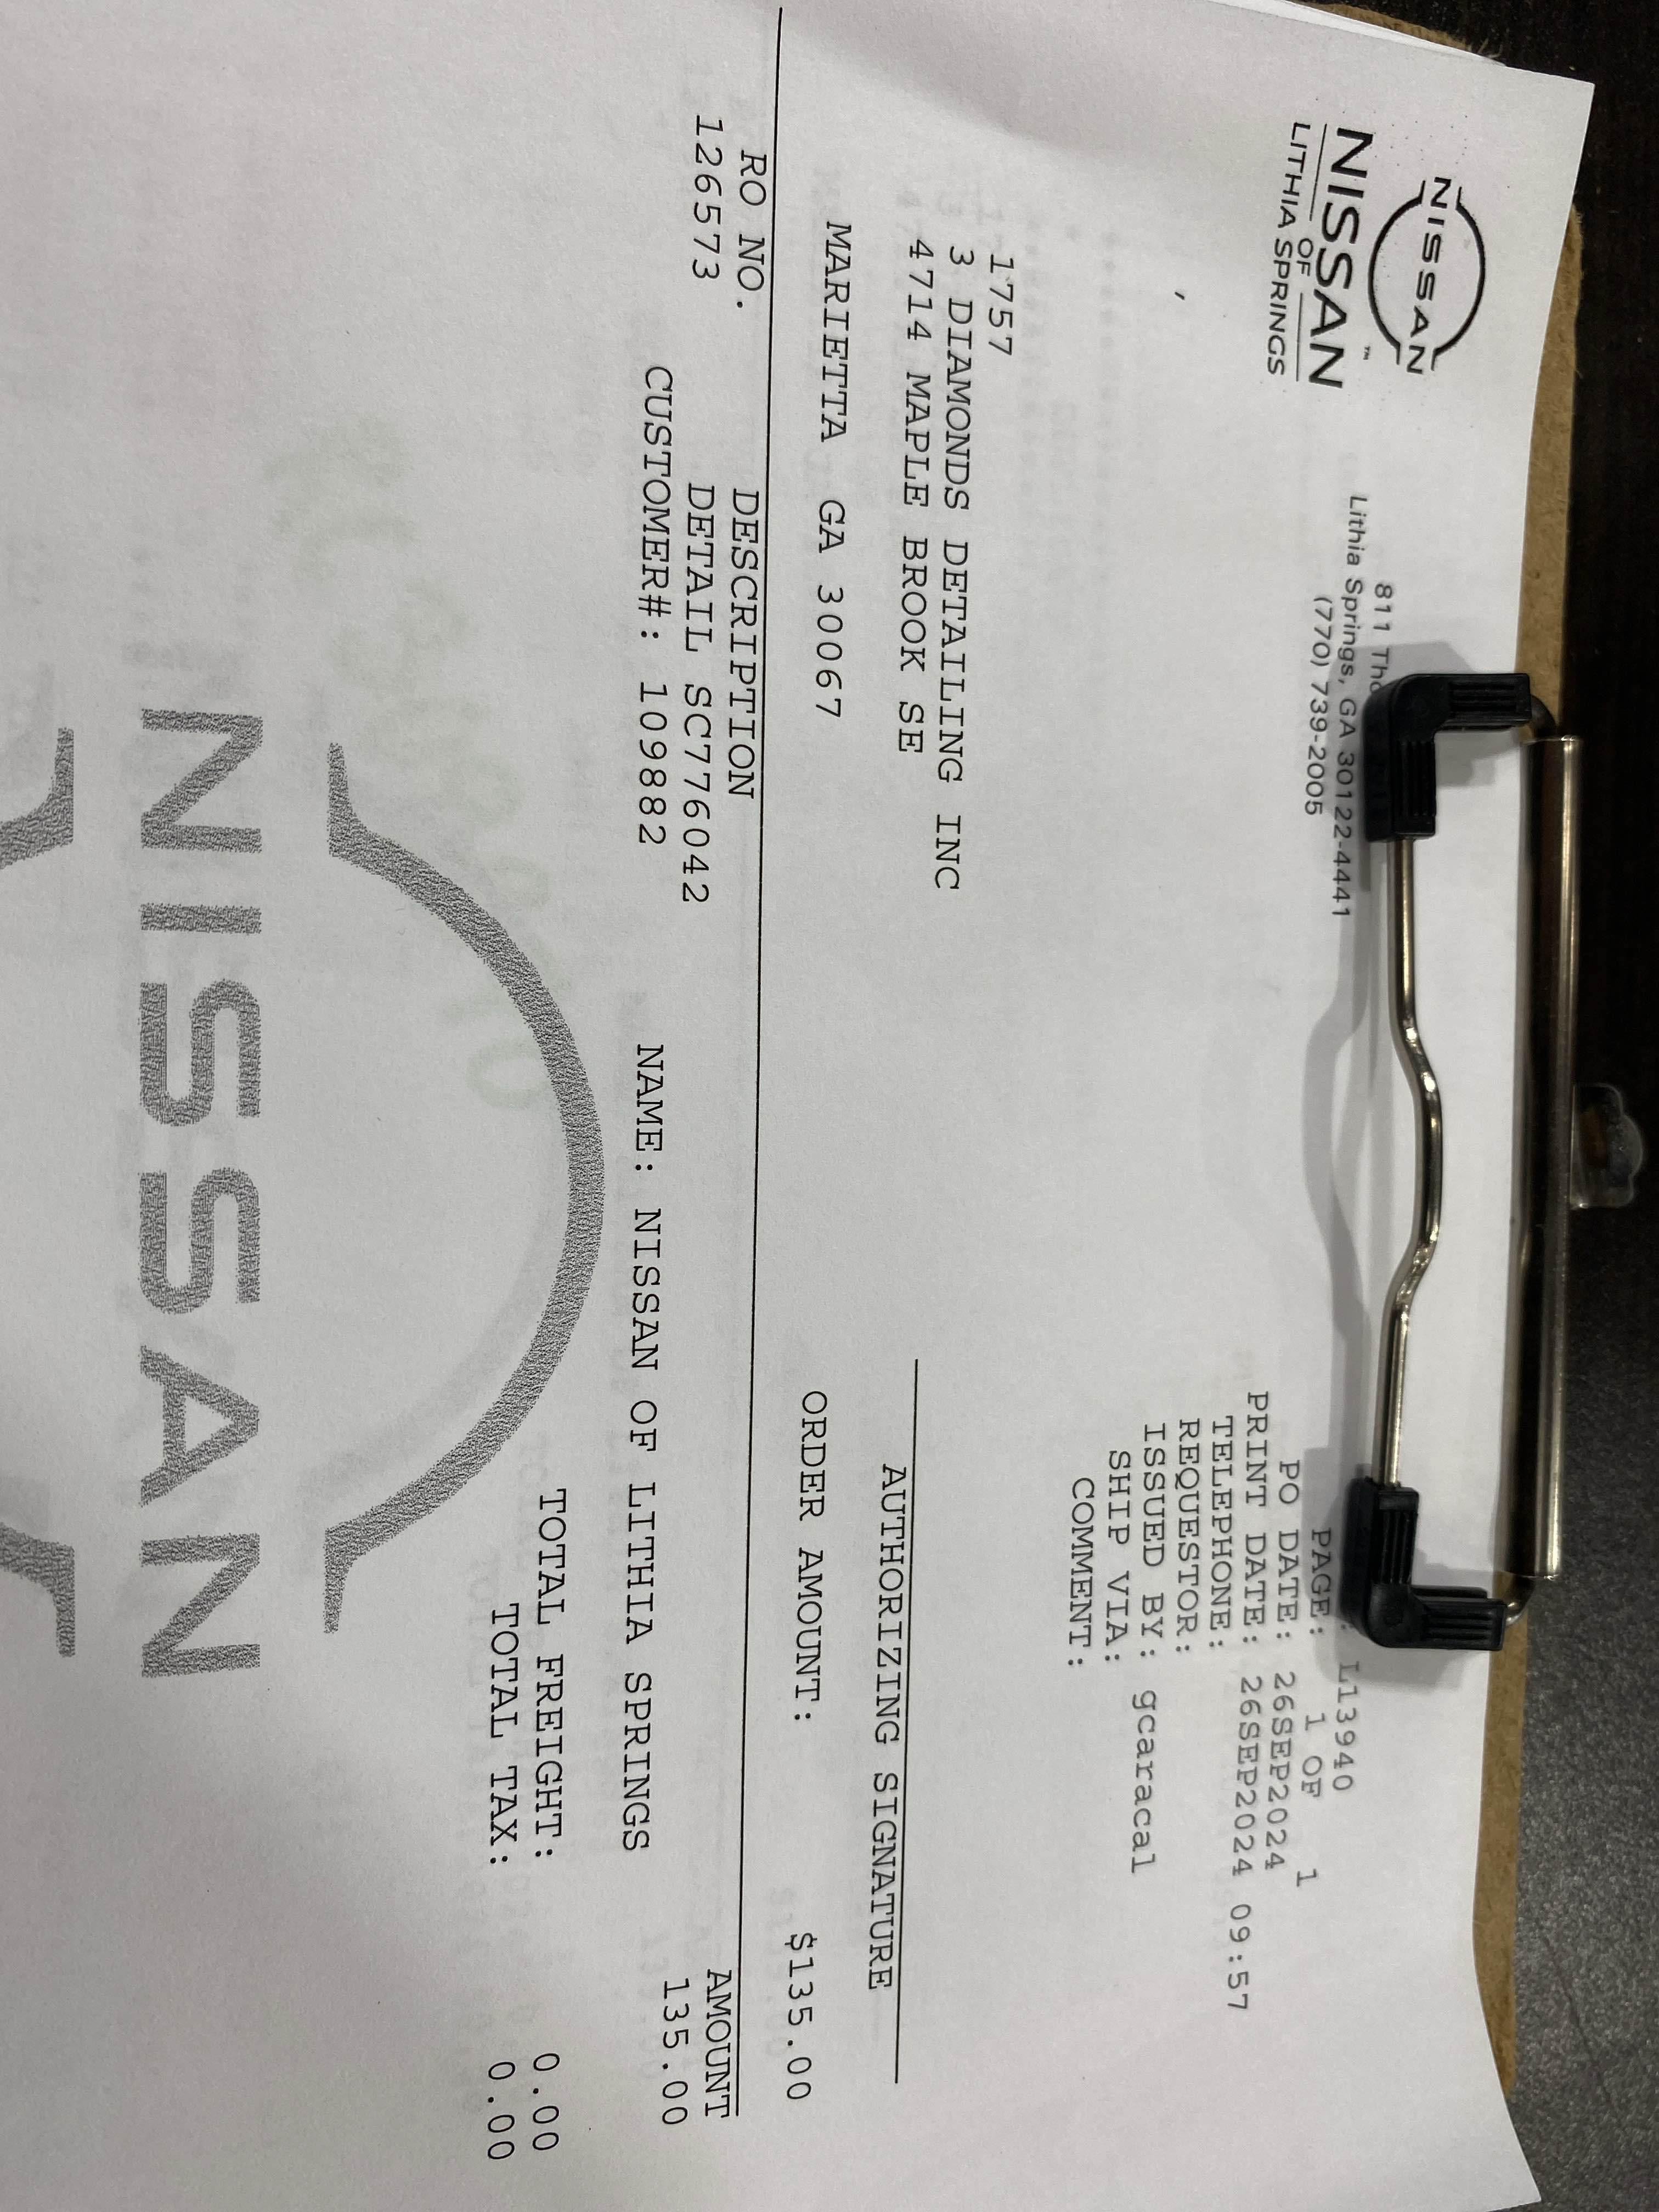 NISSAN
NISSAN
OF
LITHIA SPRINGS
811
Lithia Springs, GA 30122-4441
(770) 739-2005
L13940
PAGE: 1 OF 1
PO DATE: 26SEP2024
PRINT DATE: 26SEP2024 09:57
TELEPHONE:
REQUESTOR:
ISSUED BY: gcaracal
SHIP VIA:
COMMENT:
1757
3 DIAMONDS DETAILING INC
4714 MAPLE BROOK SE
MARIETTA GA 30067
AUTHORIZING SIGNATURE
ORDER AMOUNT: $135.00
RO NO. DESCRIPTION AMOUNT
126573 DETAIL SC776042 135.00
CUSTOMER#: 109882 NAME: NISSAN OF LITHIA SPRINGS
TOTAL FREIGHT: 0.00
TOTAL TAX: 0.00
NISSAN